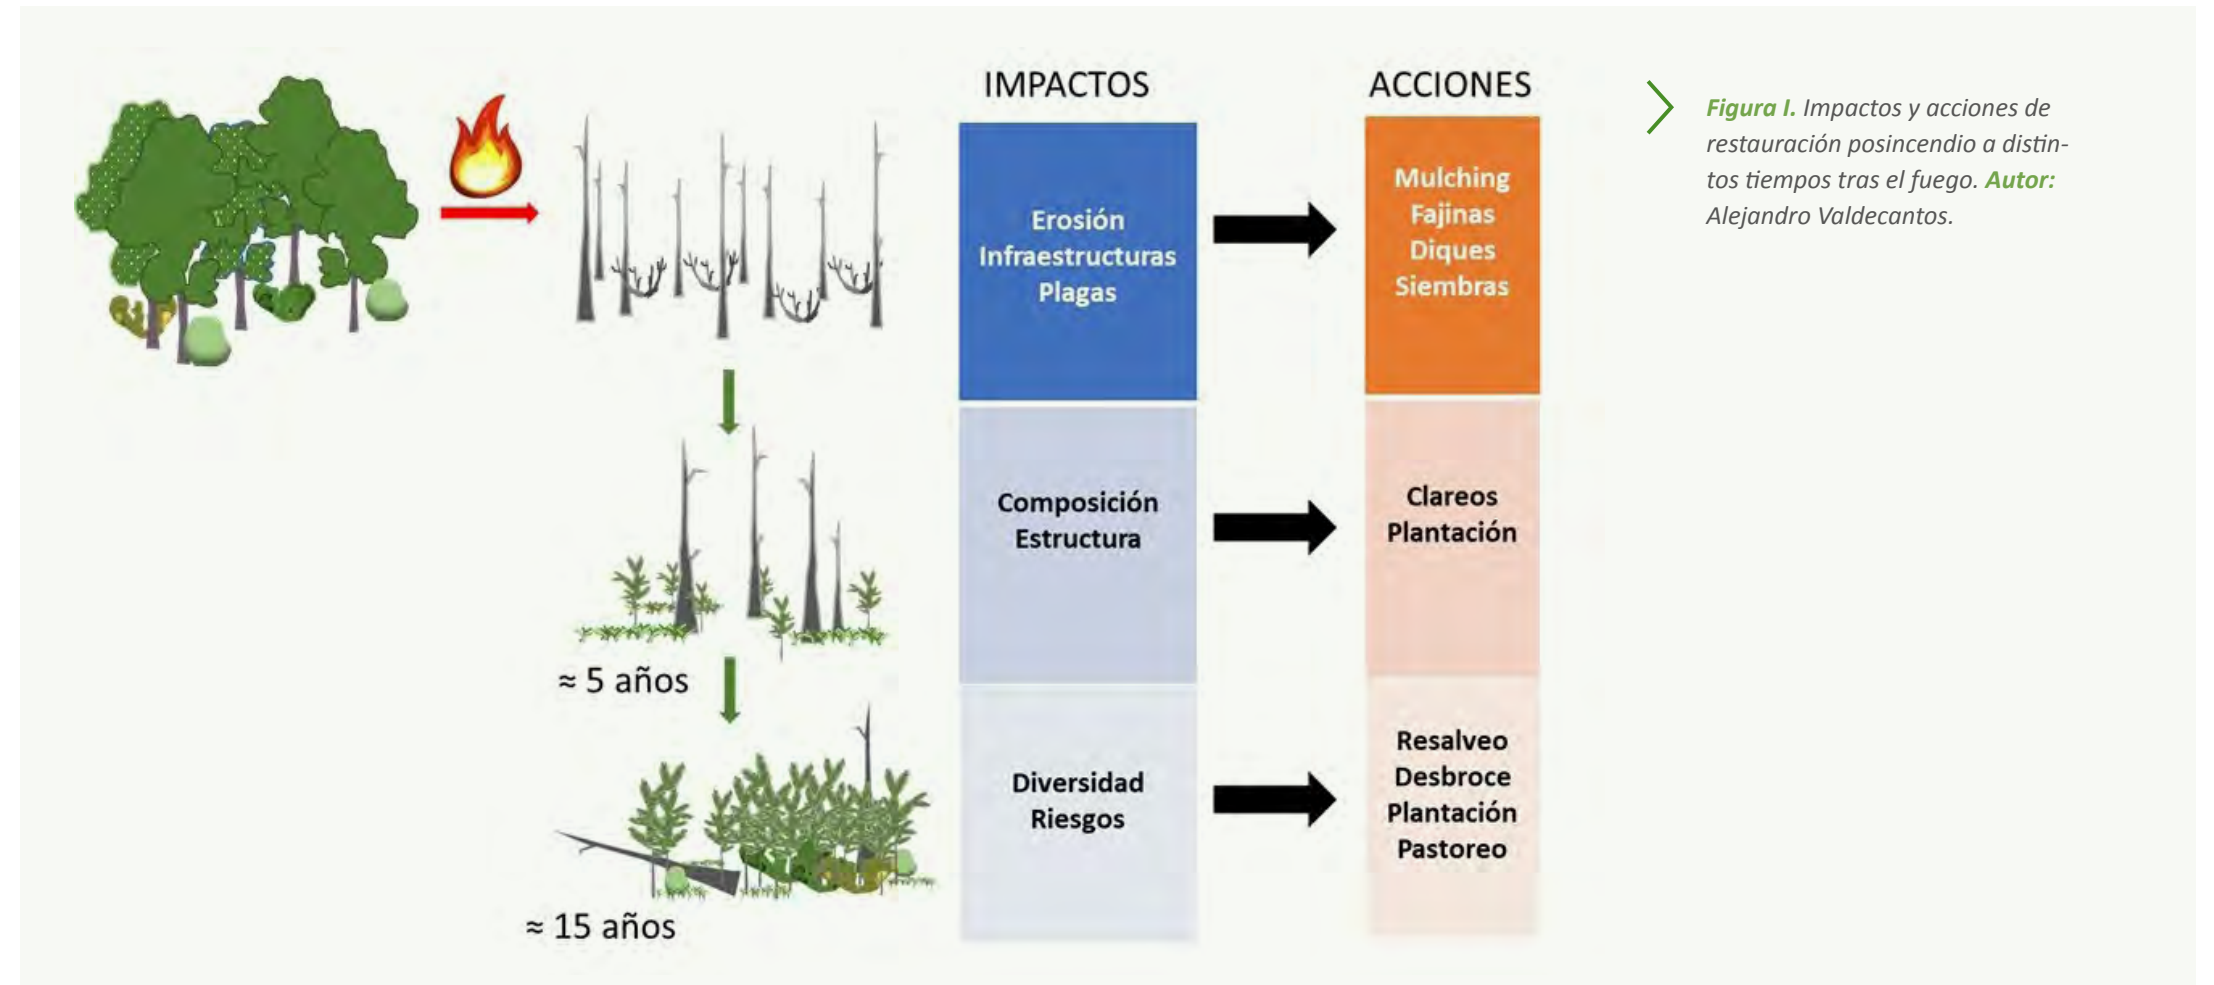 IMPACTOS
ACCIONES
Erosión
Infraestructuras
Plagas
Mulching
Fajinas
Diques
Siembras
Composición
Estructura
Clareos
Plantación
≈ 5 años
Diversidad
Riesgos
Resalveo
Desbroce
Plantación
Pastoreo
≈ 15 años
Figura I. Impactos y acciones de
restauración posincendio a distin-
tos tiempos tras el fuego. Autor:
Alejandro Valdecantos.